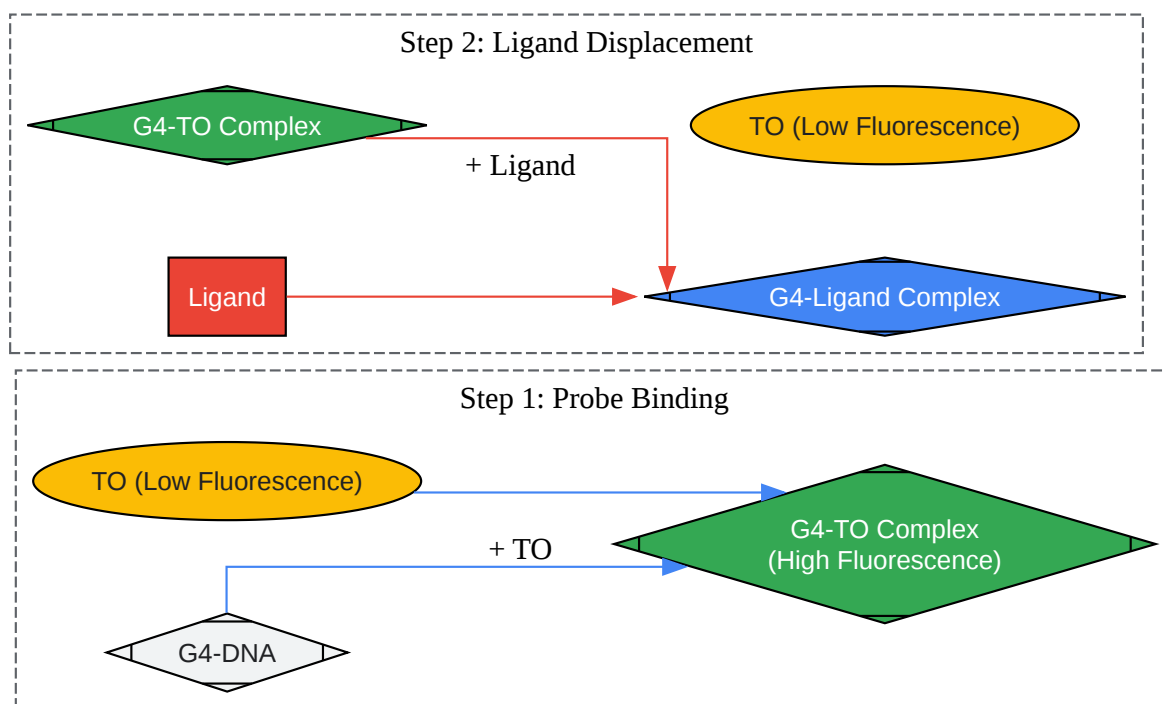 Step 2: Ligand Displacement
G4-TO Complex
TO (Low Fluorescence)
+ Ligand
Ligand
G4-Ligand Complex
Step 1: Probe Binding
TO (Low Fluorescence)
G4-TO Complex
(High Fluorescence)
+ TO
G4-DNA